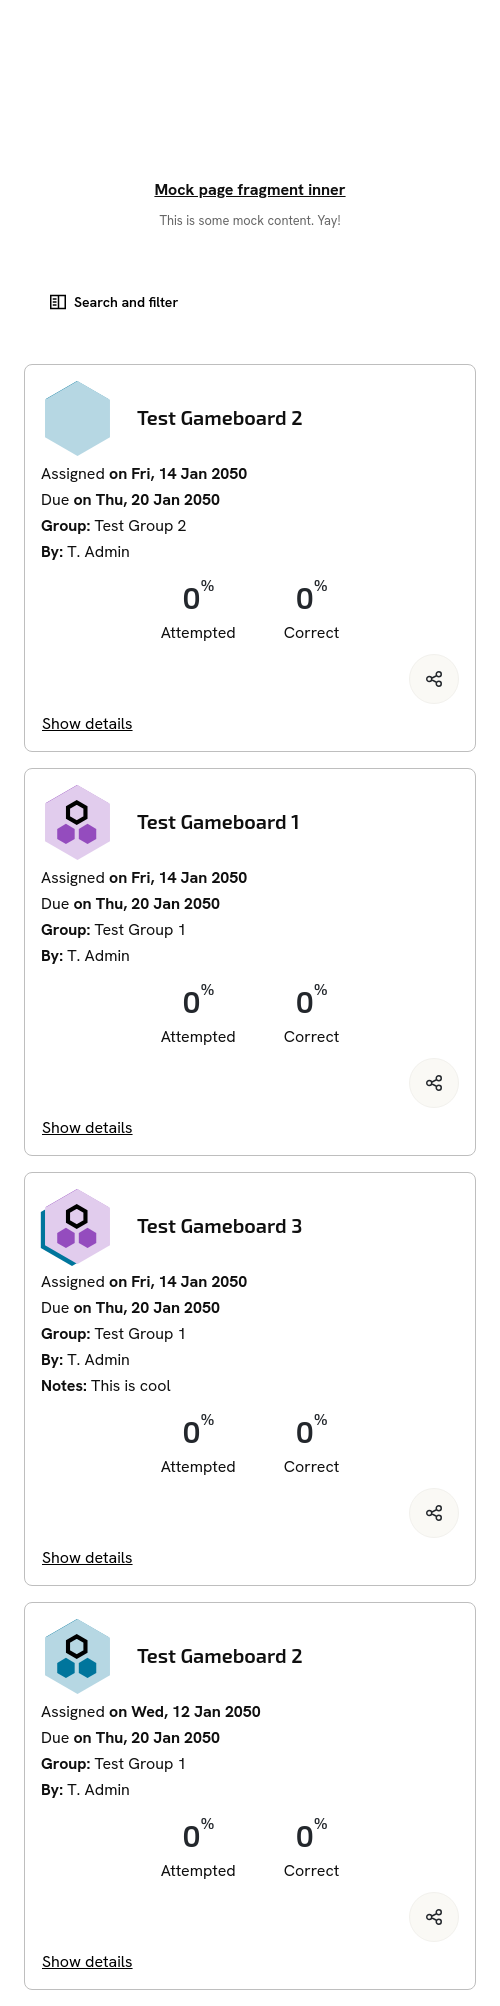 Mock page fragment inner
This is some mock content. Yay!
Search and filter
Test Gameboard 2
Assigned on Fri, 14 Jan 2050
Due on Thu, 20 Jan 2050
Group: Test Group 2
By: T. Admin
0% 0%
Attempted Correct
Show details
Test Gameboard 1
Assigned on Fri, 14 Jan 2050
Due on Thu, 20 Jan 2050
Group: Test Group 1
By: T. Admin
0% 0%
Attempted Correct
Show details
Test Gameboard 3
Assigned on Fri, 14 Jan 2050
Due on Thu, 20 Jan 2050
Group: Test Group 1
By: T. Admin
Notes: This is cool
0% 0%
Attempted Correct
Show details
Test Gameboard 2
Assigned on Wed, 12 Jan 2050
Due on Thu, 20 Jan 2050
Group: Test Group 1
By: T. Admin
0% 0%
Attempted Correct
Show details